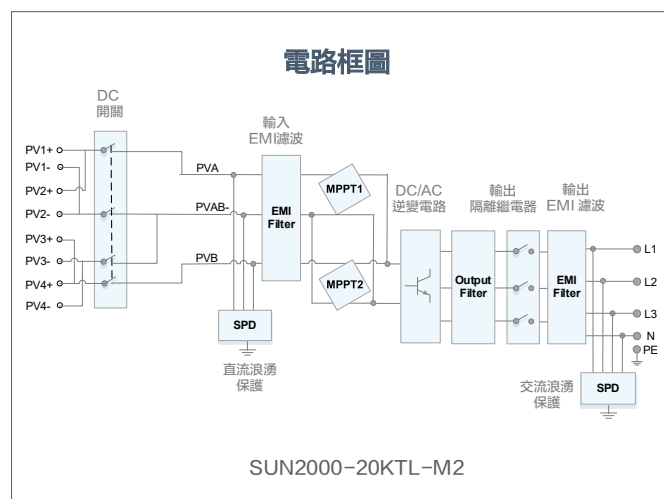 電路框圖
DC
開關
PV1+
PV1-
PV2+
PV2-
PV3+
PV3-
PV4+
PV4-
PVA
PVAB-
PVB
輸入
EMI濾波
EMI
Filter
MPPT1
MPPT2
SPD
直流浪湧
保護
DC/AC
逆變電路
Output
Filter
輸出
隔離繼電器
輸出
EMI 濾波
EMI
Filter
L1
L2
L3
N
PE
交流浪湧
保護
SPD
SUN2000-20KTL-M2